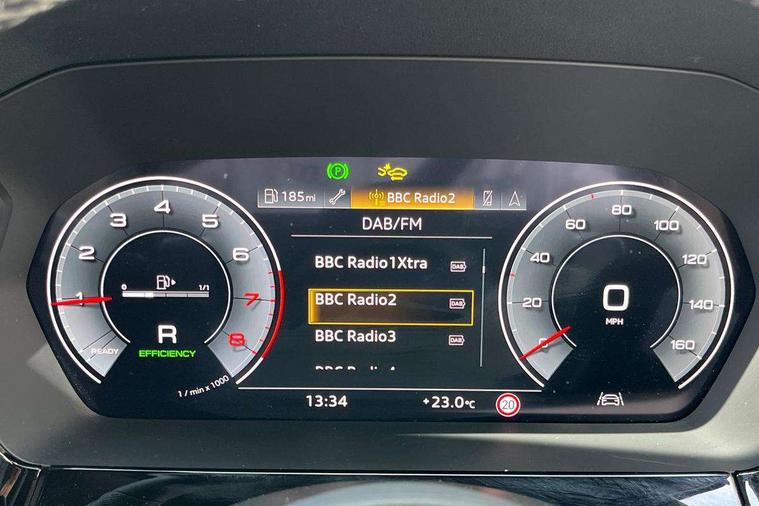 P
185mi
BBC Radio2
DAB/FM
BBC Radio1Xtra DAB
BBC Radio2 DAB
BBC Radio3 DAB
1 2 3 4 5 6 7 8
0 1/1
R
EFFICIENCY
READY
1 / min x 1000
0 20 40 60 80 100 120 140 160
0
MPH
13:34
+23.0°C
20